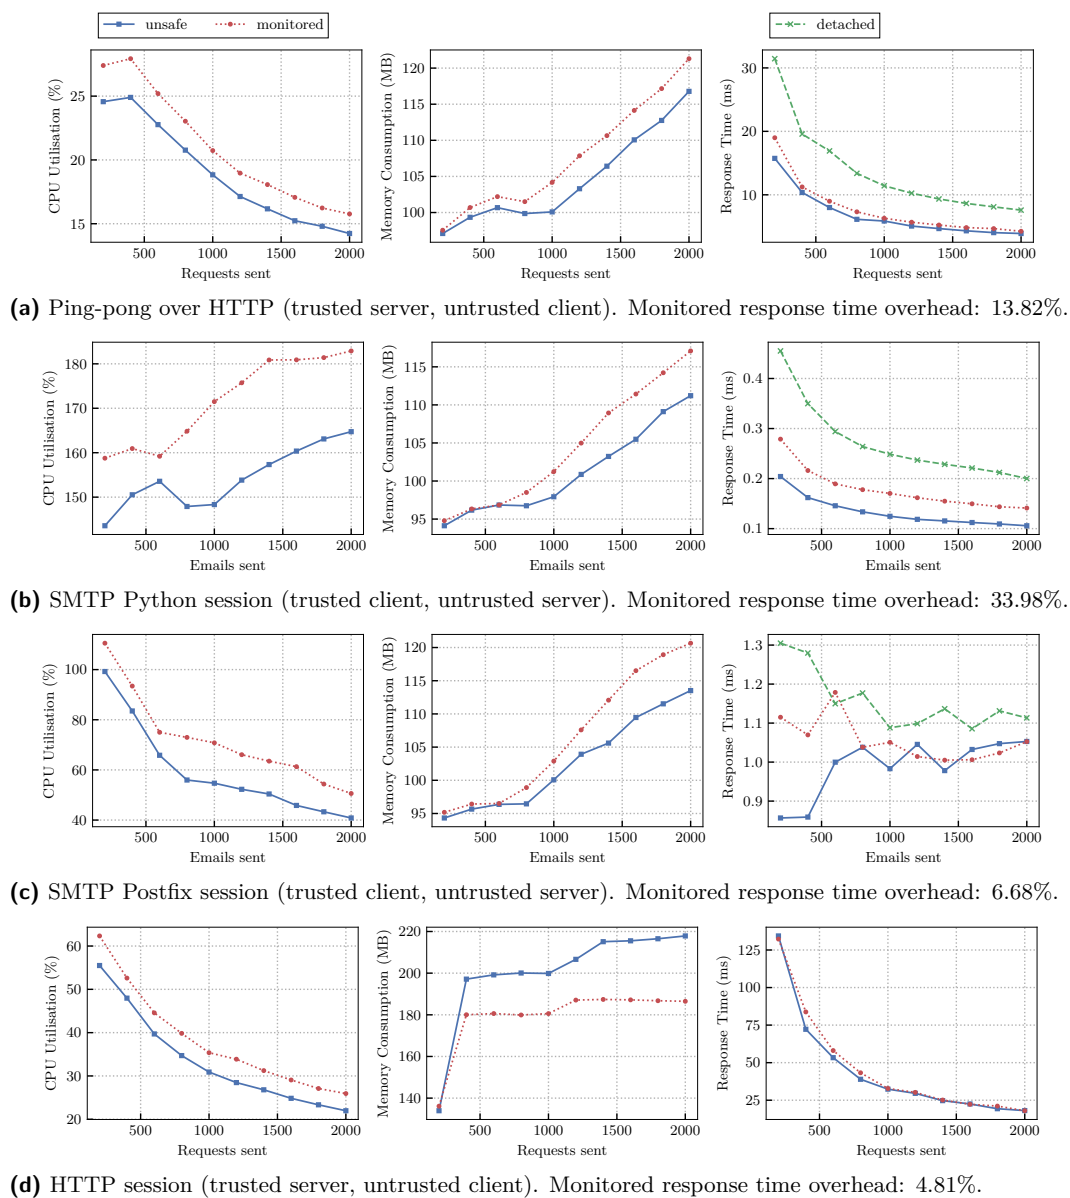 unsafe monitored detached
CPU Utilisation (%)
25
20
15
500 1000 1500 2000
Requests sent
Memory Consumption (MB)
120
115
110
105
100
500 1000 1500 2000
Requests sent
Response Time (ms)
30
20
10
500 1000 1500 2000
Requests sent
(a) Ping-pong over HTTP (trusted server, untrusted client). Monitored response time overhead: 13.82%.
CPU Utilisation (%)
180
170
160
150
500 1000 1500 2000
Emails sent
Memory Consumption (MB)
115
110
105
100
95
500 1000 1500 2000
Emails sent
Response Time (ms)
0.4
0.3
0.2
0.1
500 1000 1500 2000
Emails sent
(b) SMTP Python session (trusted client, untrusted server). Monitored response time overhead: 33.98%.
CPU Utilisation (%)
100
80
60
40
500 1000 1500 2000
Emails sent
Memory Consumption (MB)
120
115
110
105
100
95
500 1000 1500 2000
Emails sent
Response Time (ms)
1.3
1.2
1.1
1.0
0.9
500 1000 1500 2000
Emails sent
(c) SMTP Postfix session (trusted client, untrusted server). Monitored response time overhead: 6.68%.
CPU Utilisation (%)
60
50
40
30
20
500 1000 1500 2000
Requests sent
Memory Consumption (MB)
220
200
180
160
140
500 1000 1500 2000
Requests sent
Response Time (ms)
125
100
75
50
25
500 1000 1500 2000
Requests sent
(d) HTTP session (trusted server, untrusted client). Monitored response time overhead: 4.81%.